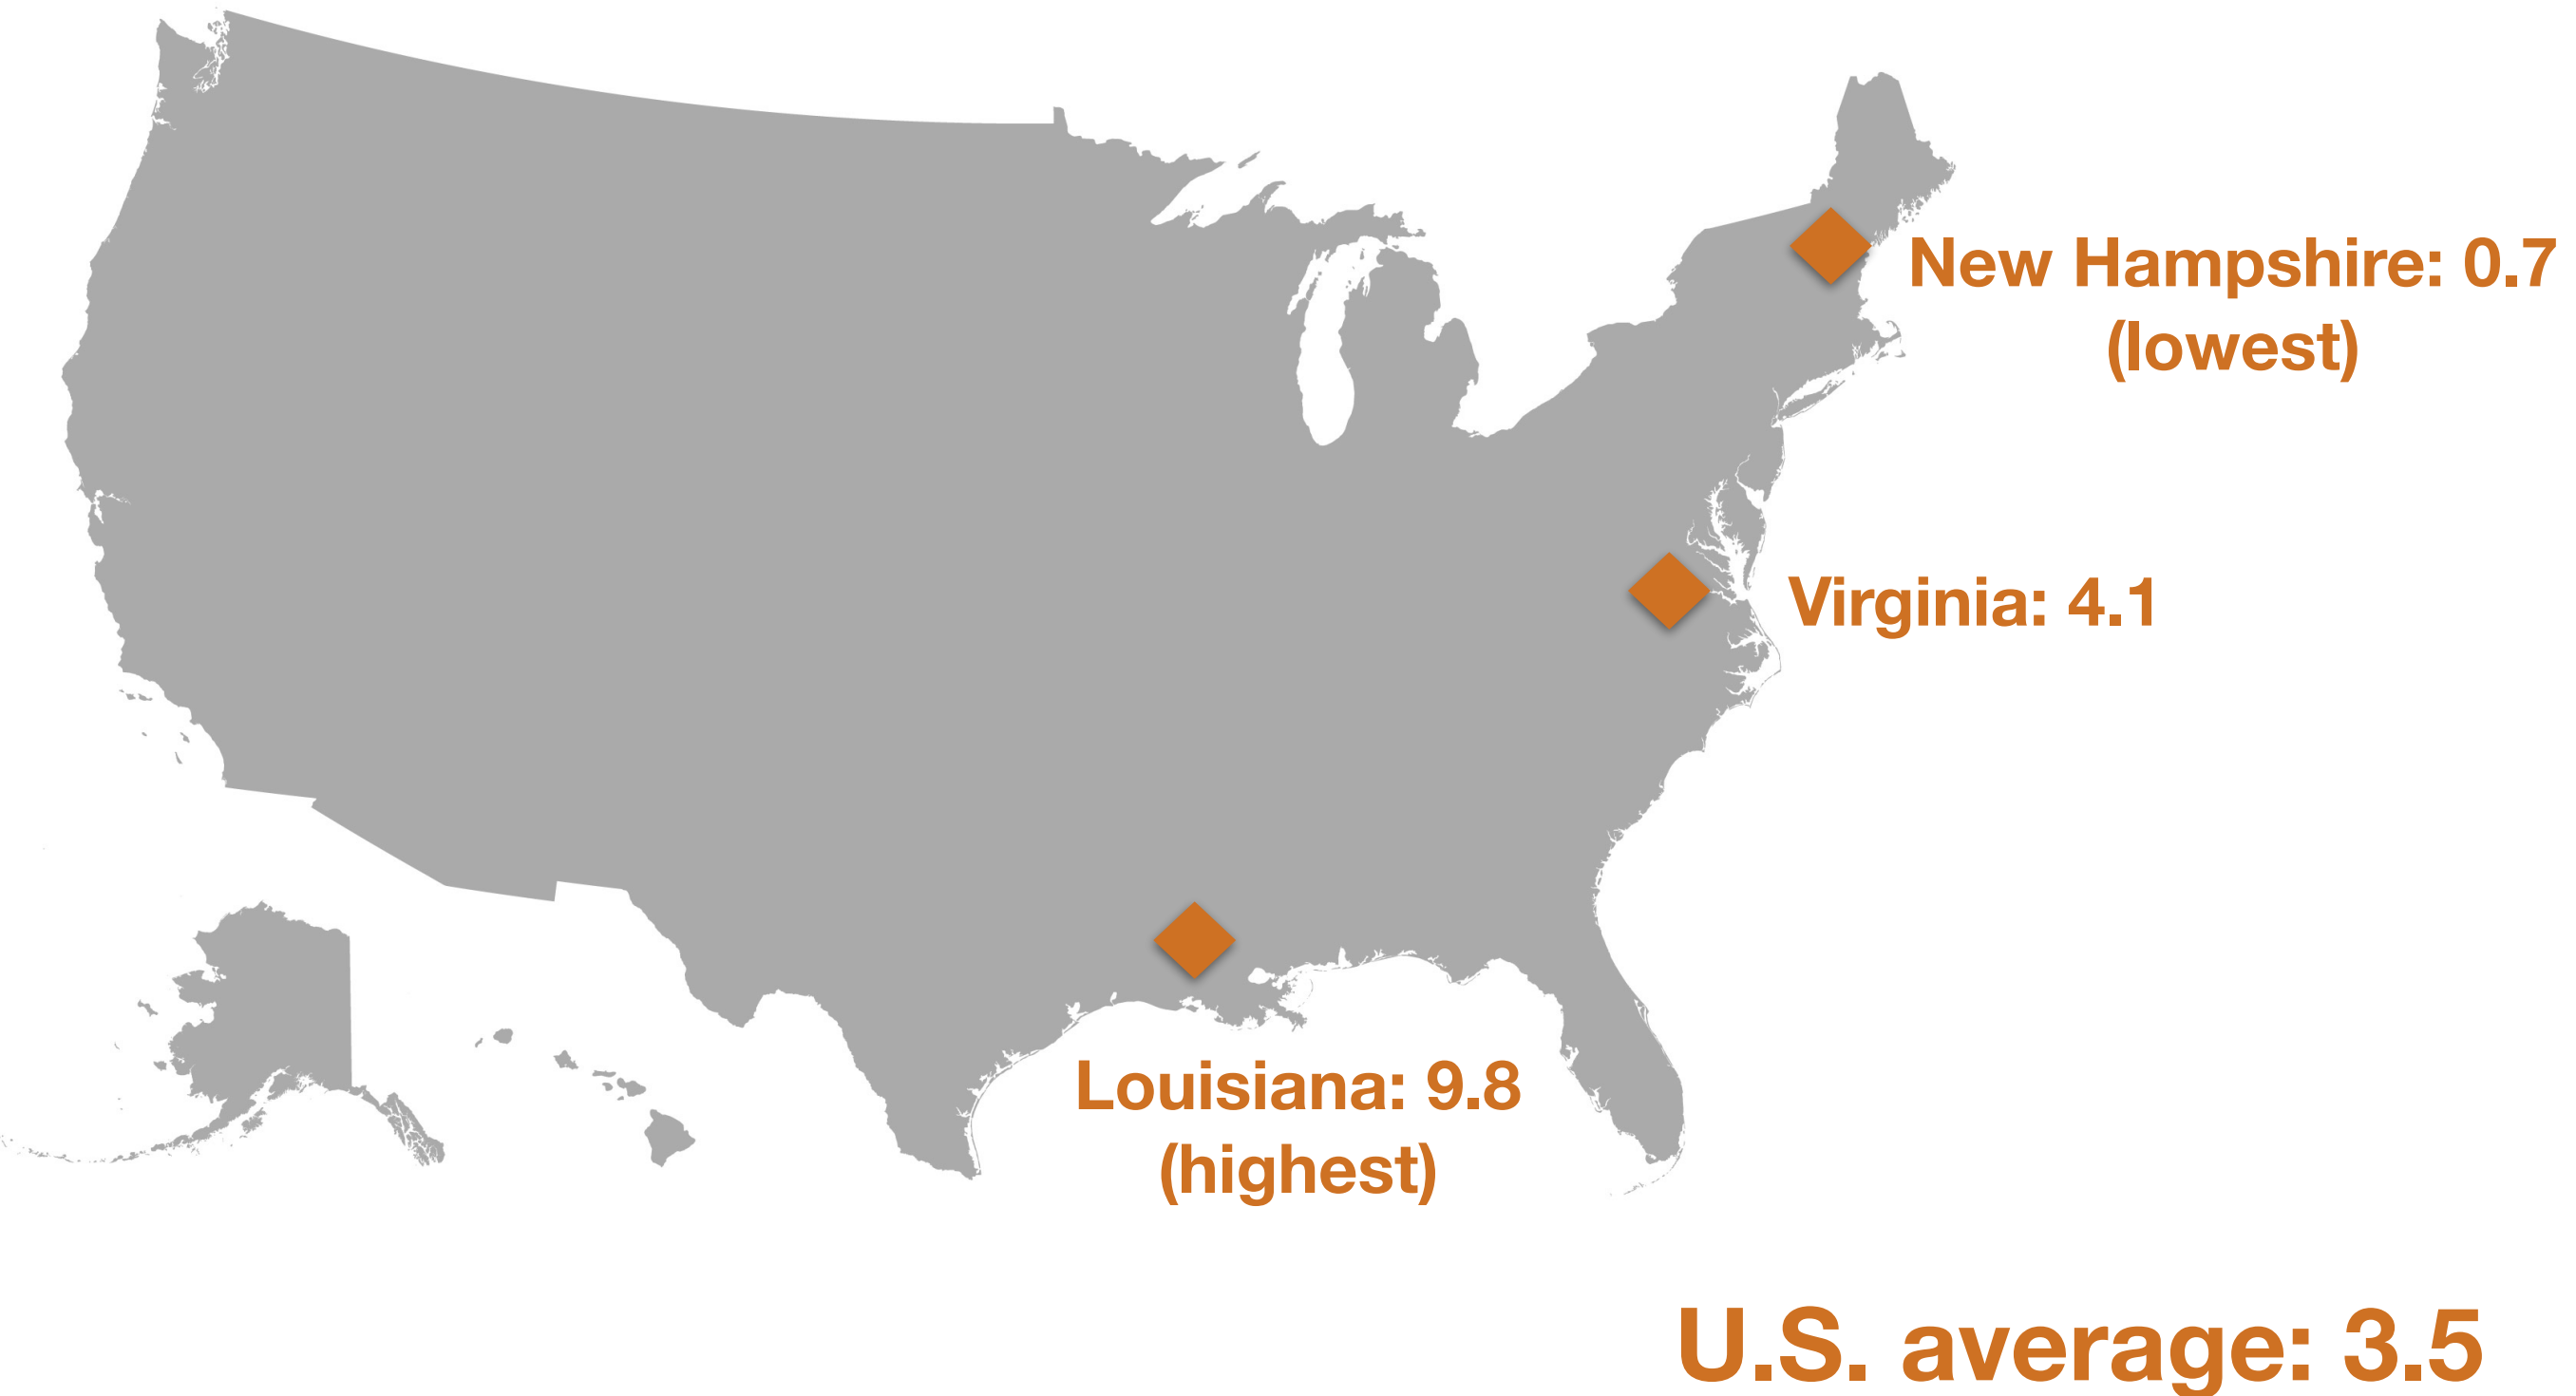 New Hampshire: 0.7
(lowest)
Virginia: 4.1
Louisiana: 9.8
(highest)
U.S. average: 3.5